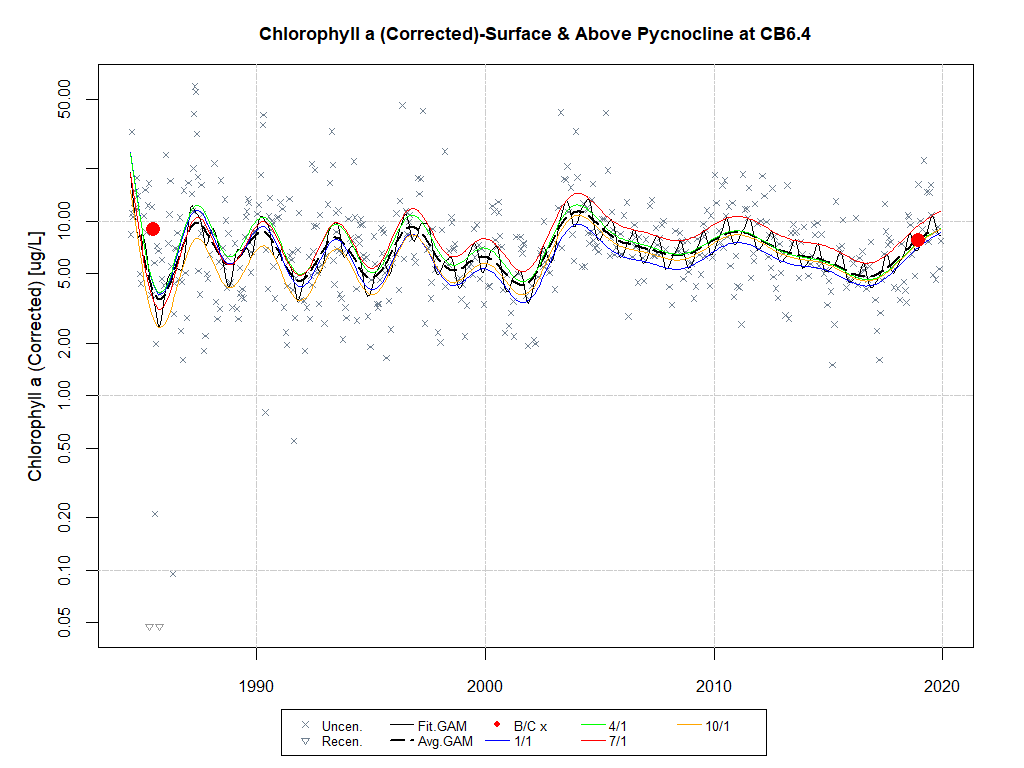 Chlorophyll a (Corrected)-Surface & Above Pycnocline at CB6.4
Chlorophyll a (Corrected) [ug/L]
50.00
10.00
5.00
2.00
1.00
0.50
0.20
0.10
0.05
1990 2000 2010 2020
Uncen. Fit.GAM B/C x 4/1 10/1
Recen. Avg.GAM 1/1 7/1